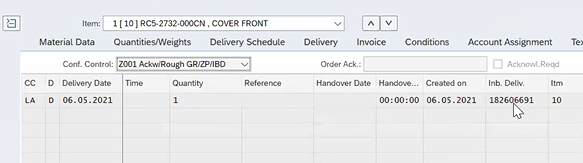 Item: 1 [ 10 ] RC5-2732-000CN , COVER FRONT
Material Data Quantities/Weights Delivery Schedule Delivery Invoice Conditions Account Assignment Tex
Conf. Control: Z001 Ackw/Rough GR/ZP/IBD Order Ack.: Acknowl.Reqd
CC D Delivery Date Time Quantity Reference Handover Date Handove... Created on Inb. Deliv. Itm
LA D 06.05.2021 1 00:00:00 06.05.2021 182606691 10